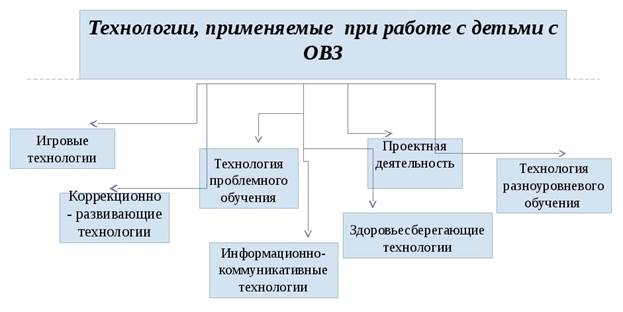 Технологии, применяемые при работе с детьми с
ОВЗ
Игровые
технологии
Коррекционно
- развивающие
технологии
Технология
проблемного
обучения
Информационно-
коммуникативные
технологии
Проектная
деятельность
Здоровьесберегающие
технологии
Технология
разноуровневого
обучения